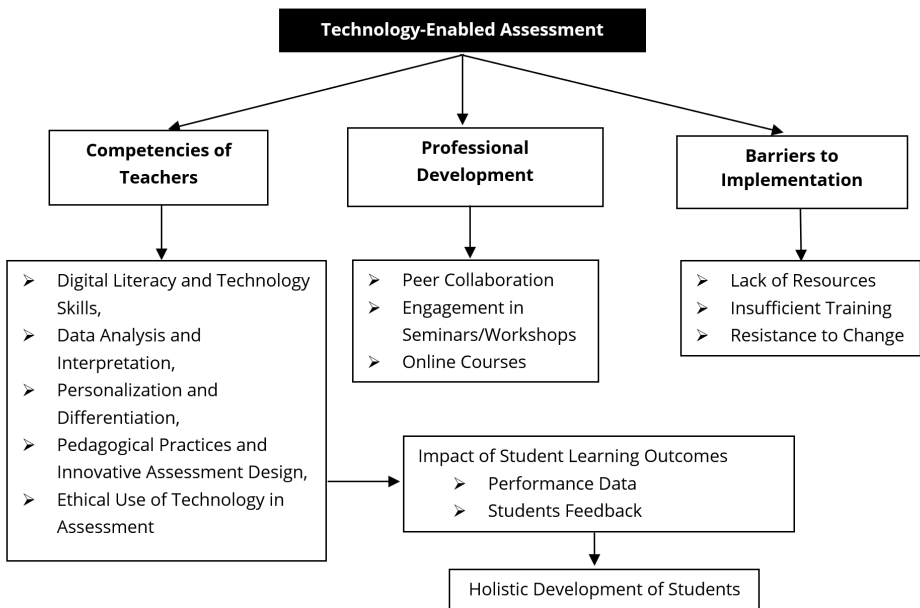 Technology-Enabled Assessment
Competencies of
Teachers
Professional
Development
Barriers to
Implementation
➢ Digital Literacy and Technology
Skills,
➢ Data Analysis and
Interpretation,
➢ Personalization and
Differentiation,
➢ Pedagogical Practices and
Innovative Assessment Design,
➢ Ethical Use of Technology in
Assessment
➢ Peer Collaboration
➢ Engagement in
Seminars/Workshops
➢ Online Courses
➢ Lack of Resources
➢ Insufficient Training
➢ Resistance to Change
Impact of Student Learning Outcomes
➢ Performance Data
➢ Students Feedback
Holistic Development of Students